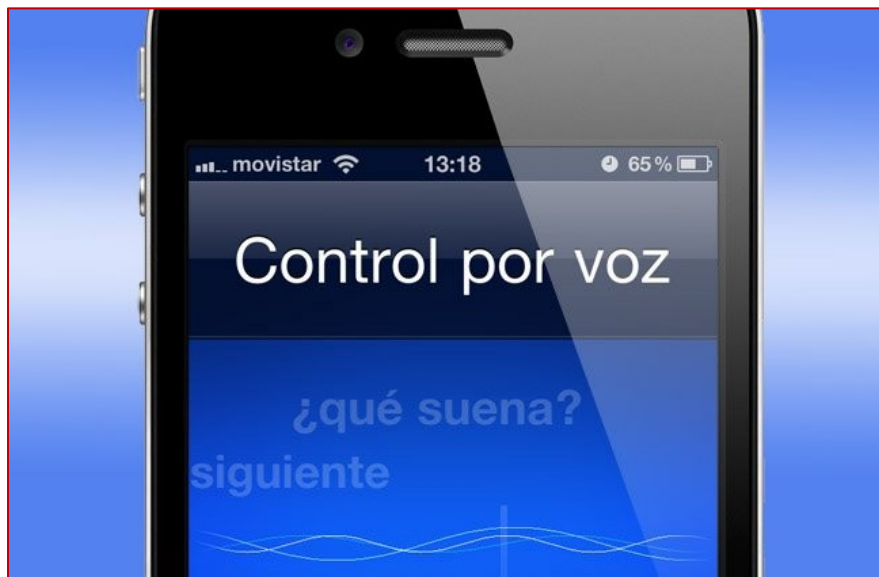 movistar 13:18 65%
Control por voz
¿qué suena?
siguiente